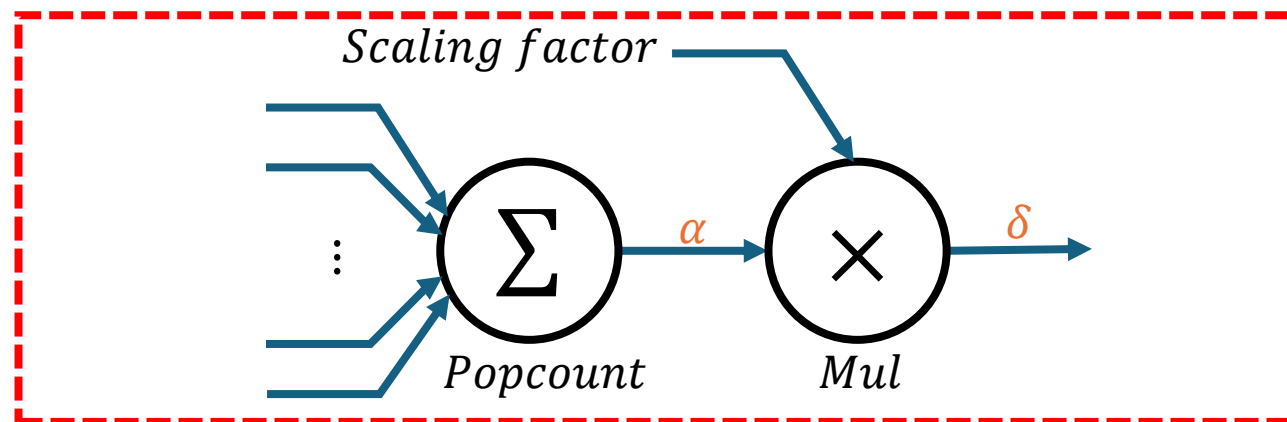 Scaling factor
⋮
Σ
α
×
δ
Popcount
Mul